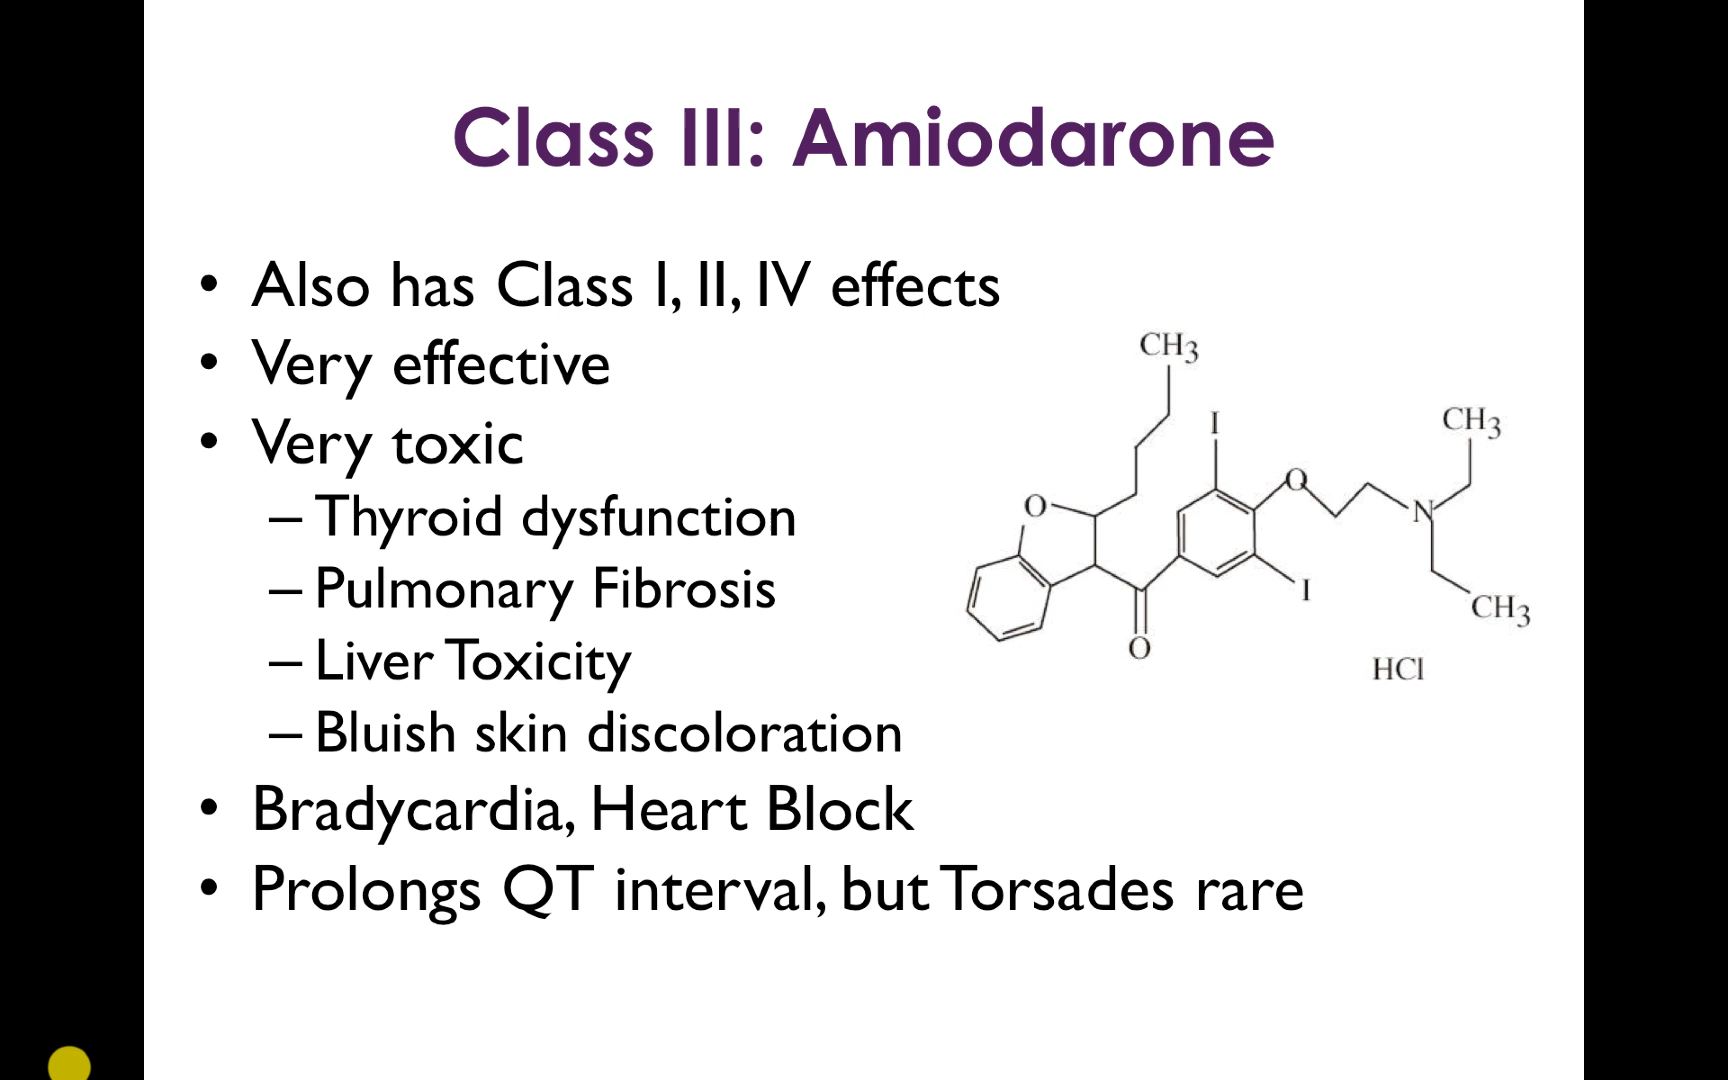 Class III: Amiodarone
• Also has Class I, II, IV effects
• Very effective
• Very toxic
– Thyroid dysfunction
– Pulmonary Fibrosis
– Liver Toxicity
– Bluish skin discoloration
• Bradycardia, Heart Block
• Prolongs QT interval, but Torsades rare
CH3
I
CH3
O
O
N
I
CH3
O
HCl